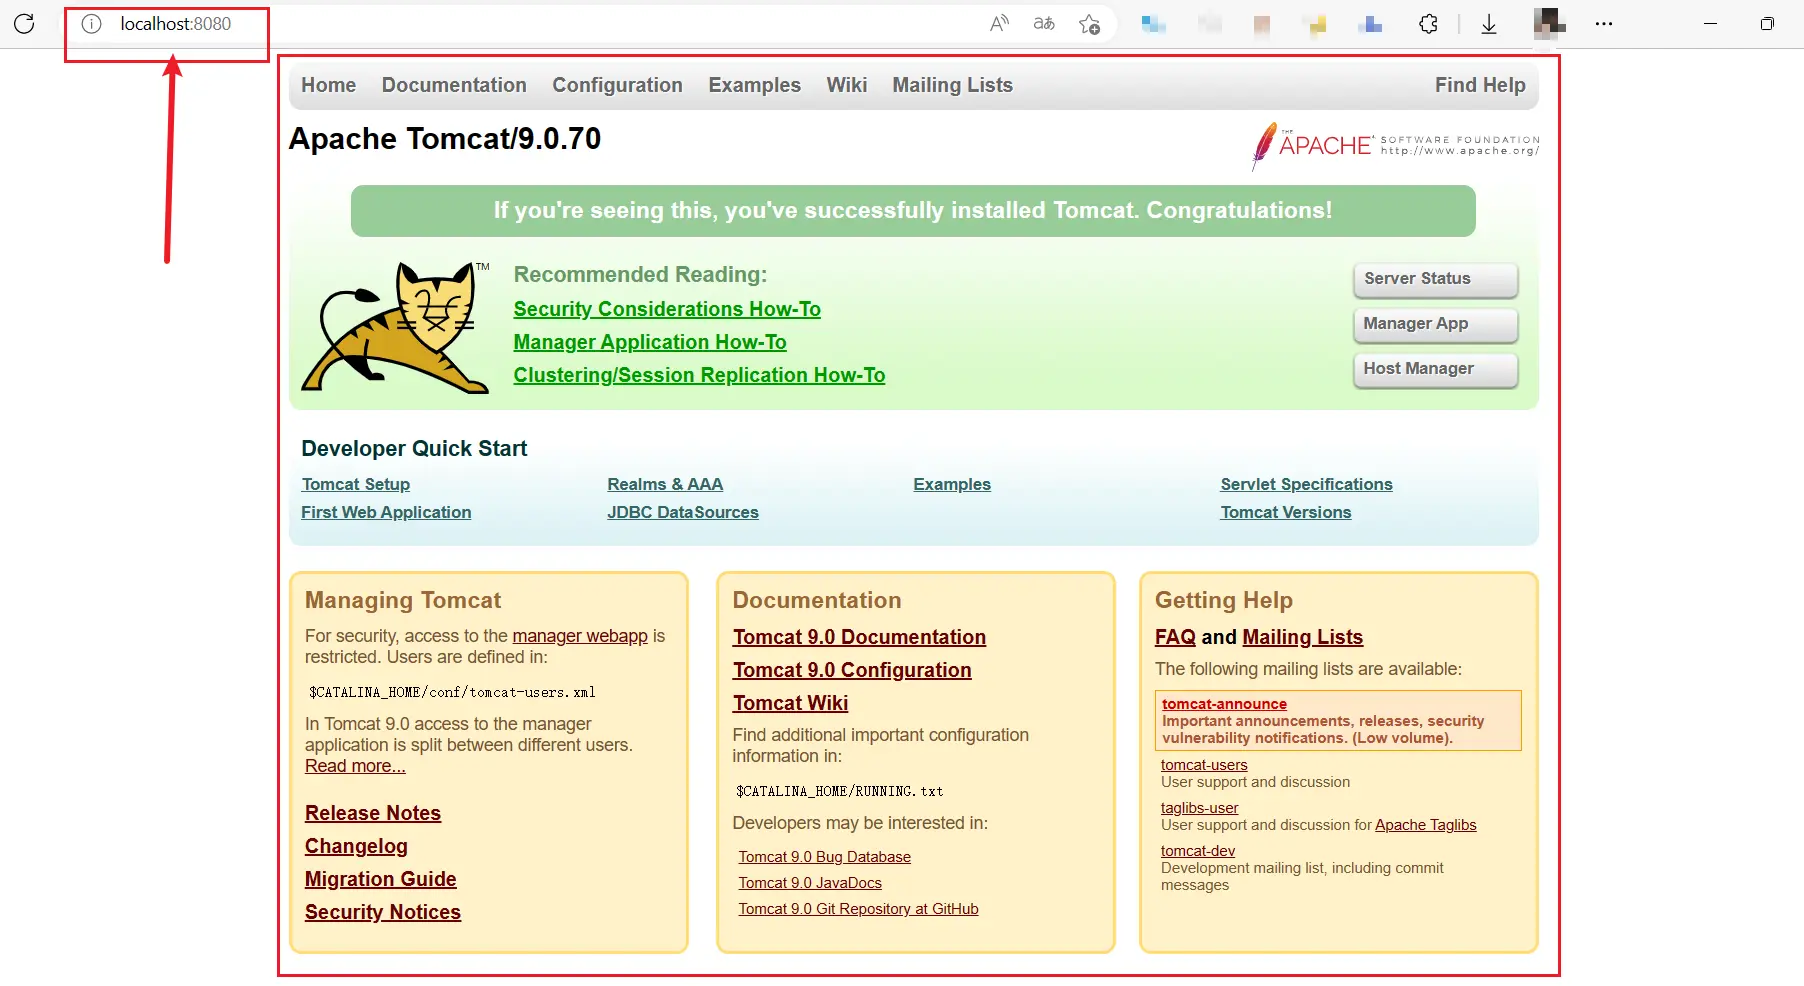 localhost:8080
Home Documentation Configuration Examples Wiki Mailing Lists Find Help
Apache Tomcat/9.0.70
THE APACHE SOFTWARE FOUNDATION
http://www.apache.org/
If you're seeing this, you've successfully installed Tomcat. Congratulations!
TM
Recommended Reading:
Security Considerations How-To
Manager Application How-To
Clustering/Session Replication How-To
Server Status
Manager App
Host Manager
Developer Quick Start
Tomcat Setup
First Web Application
Realms & AAA
JDBC DataSources
Examples
Servlet Specifications
Tomcat Versions
Managing Tomcat
For security, access to the manager webapp is
restricted. Users are defined in:
$CATALINA_HOME/conf/tomcat-users.xml
In Tomcat 9.0 access to the manager
application is split between different users.
Read more...
Release Notes
Changelog
Migration Guide
Security Notices
Documentation
Tomcat 9.0 Documentation
Tomcat 9.0 Configuration
Tomcat Wiki
Find additional important configuration
information in:
$CATALINA_HOME/RUNNING.txt
Developers may be interested in:
Tomcat 9.0 Bug Database
Tomcat 9.0 JavaDocs
Tomcat 9.0 Git Repository at GitHub
Getting Help
FAQ and Mailing Lists
The following mailing lists are available:
tomcat-announce
Important announcements, releases, security
vulnerability notifications. (Low volume).
tomcat-users
User support and discussion
taglibs-user
User support and discussion for Apache Taglibs
tomcat-dev
Development mailing list, including commit
messages